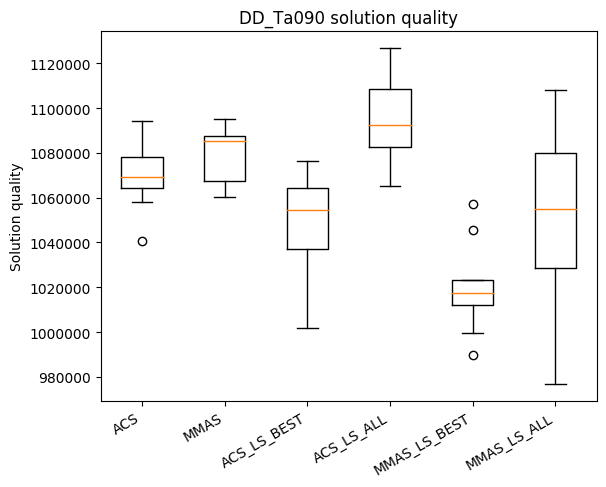 DD_Ta090 solution quality
Solution quality
1120000
1100000
1080000
1060000
1040000
1020000
1000000
980000
ACS
MMAS
ACS_LS_BEST
ACS_LS_ALL
MMAS_LS_BEST
MMAS_LS_ALL